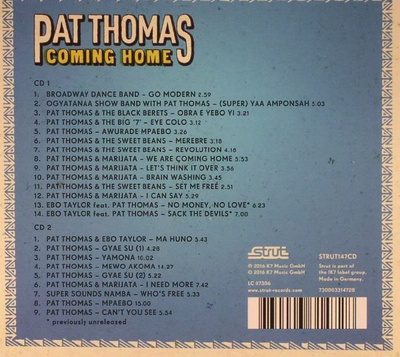 PAT THOMAS
COMING HOME
CD 1
1. BROADWAY DANCE BAND – GO MODERN 2.59
2. OGYATANAA SHOW BAND WITH PAT THOMAS – (SUPER) YAA AMPONSAH 5.03
3. PAT THOMAS & THE BLACK BERETS – OBRA E YEBO YI 3.21
4. PAT THOMAS & THE BIG '7' – EYE COLO 3.12
5. PAT THOMAS – AWURADE MPAEBO 3.26
6. PAT THOMAS & THE SWEET BEANS – MEREBRE 3.18
7. PAT THOMAS & THE SWEET BEANS – REVOLUTION 4.18
8. PAT THOMAS & MARIJATA – WE ARE COMING HOME 5.53
9. PAT THOMAS & MARIJATA – LET'S THINK IT OVER 3.56
10. PAT THOMAS & MARIJATA – BRAIN WASHING 3.45
11. PAT THOMAS & THE SWEET BEANS – SET ME FREE 2.51
12. PAT THOMAS & MARIJATA – I CAN SAY 5.29
13. EBO TAYLOR feat. PAT THOMAS – NO MONEY, NO LOVE* 6.23
14. EBO TAYLOR feat. PAT THOMAS – SACK THE DEVILS* 7.00
CD 2
1. PAT THOMAS & EBO TAYLOR – MA HUNO 5.43
2. PAT THOMAS – GYAE SU (1) 4.28
3. PAT THOMAS – YAMONA 10.02
4. PAT THOMAS – MEWO AKOMA 14.27
5. PAT THOMAS – GYAE SU (2) 5.22
6. PAT THOMAS & MARIJATA – I NEED MORE 7.42
7. SUPER SOUNDS NAMBA – WHO'S FREE 5.33
8. PAT THOMAS – MPAEBO 15.00
9. PAT THOMAS – CAN'T YOU SEE 5.54
* previously unreleased
strut
℗ 2016 K7 Music GmbH
© 2016 K7 Music GmbH
LC 07306
www.strut-records.com
STRUT147CD
Strut is part of
the !K7 label group.
Made in Germany.
730003314728